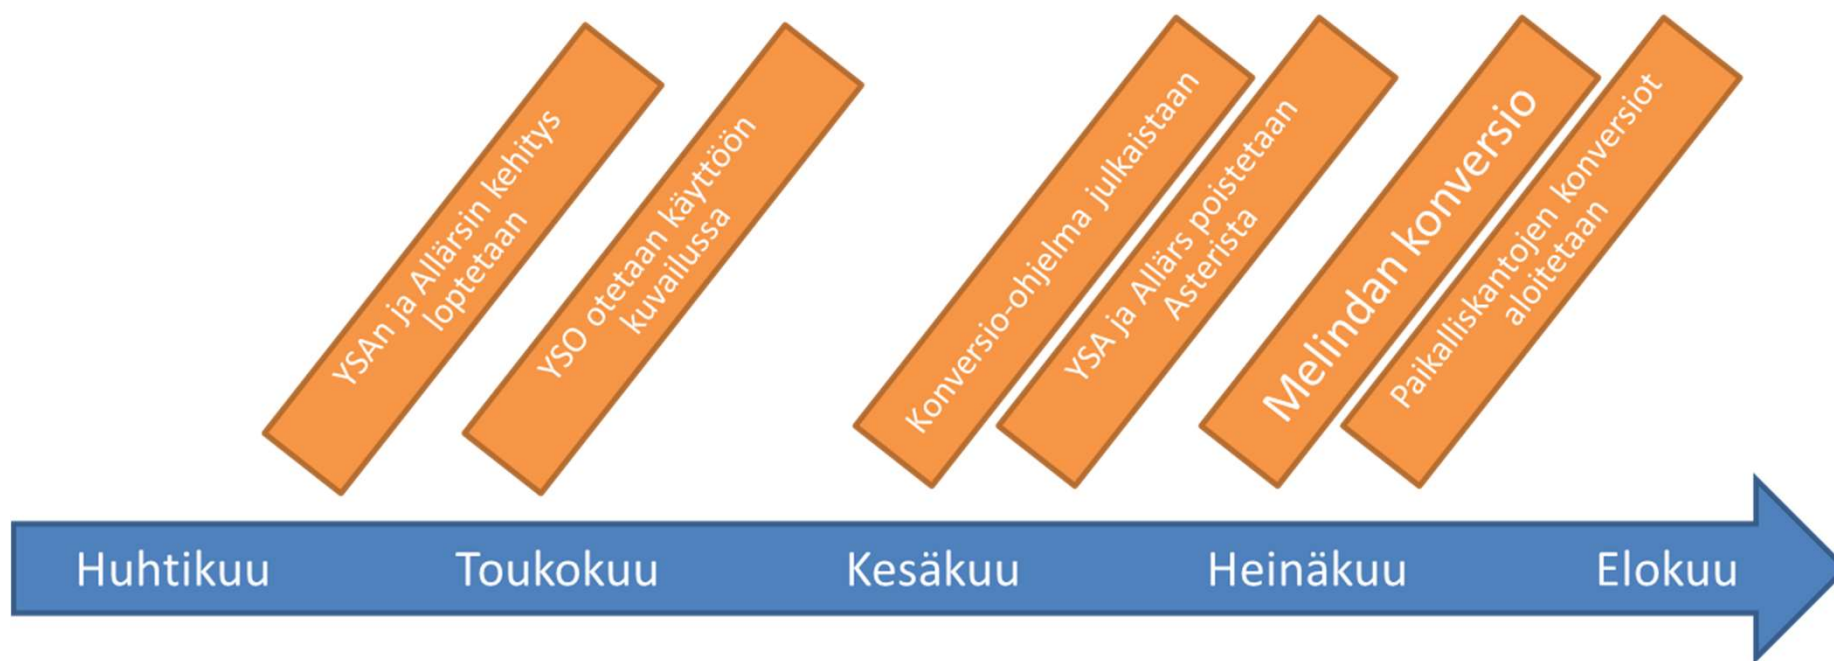 YSAn ja Allärsin kehitys
loptetaan
YSO otetaan käyttöön
kuvailussa
Konversio-ohjelma julkaistaan
YSA ja Allärs poistetaan
Asterista
Melindan konversio
Paikalliskantojen konversiot
aloitetaan
Huhtikuu
Toukokuu
Kesäkuu
Heinäkuu
Elokuu